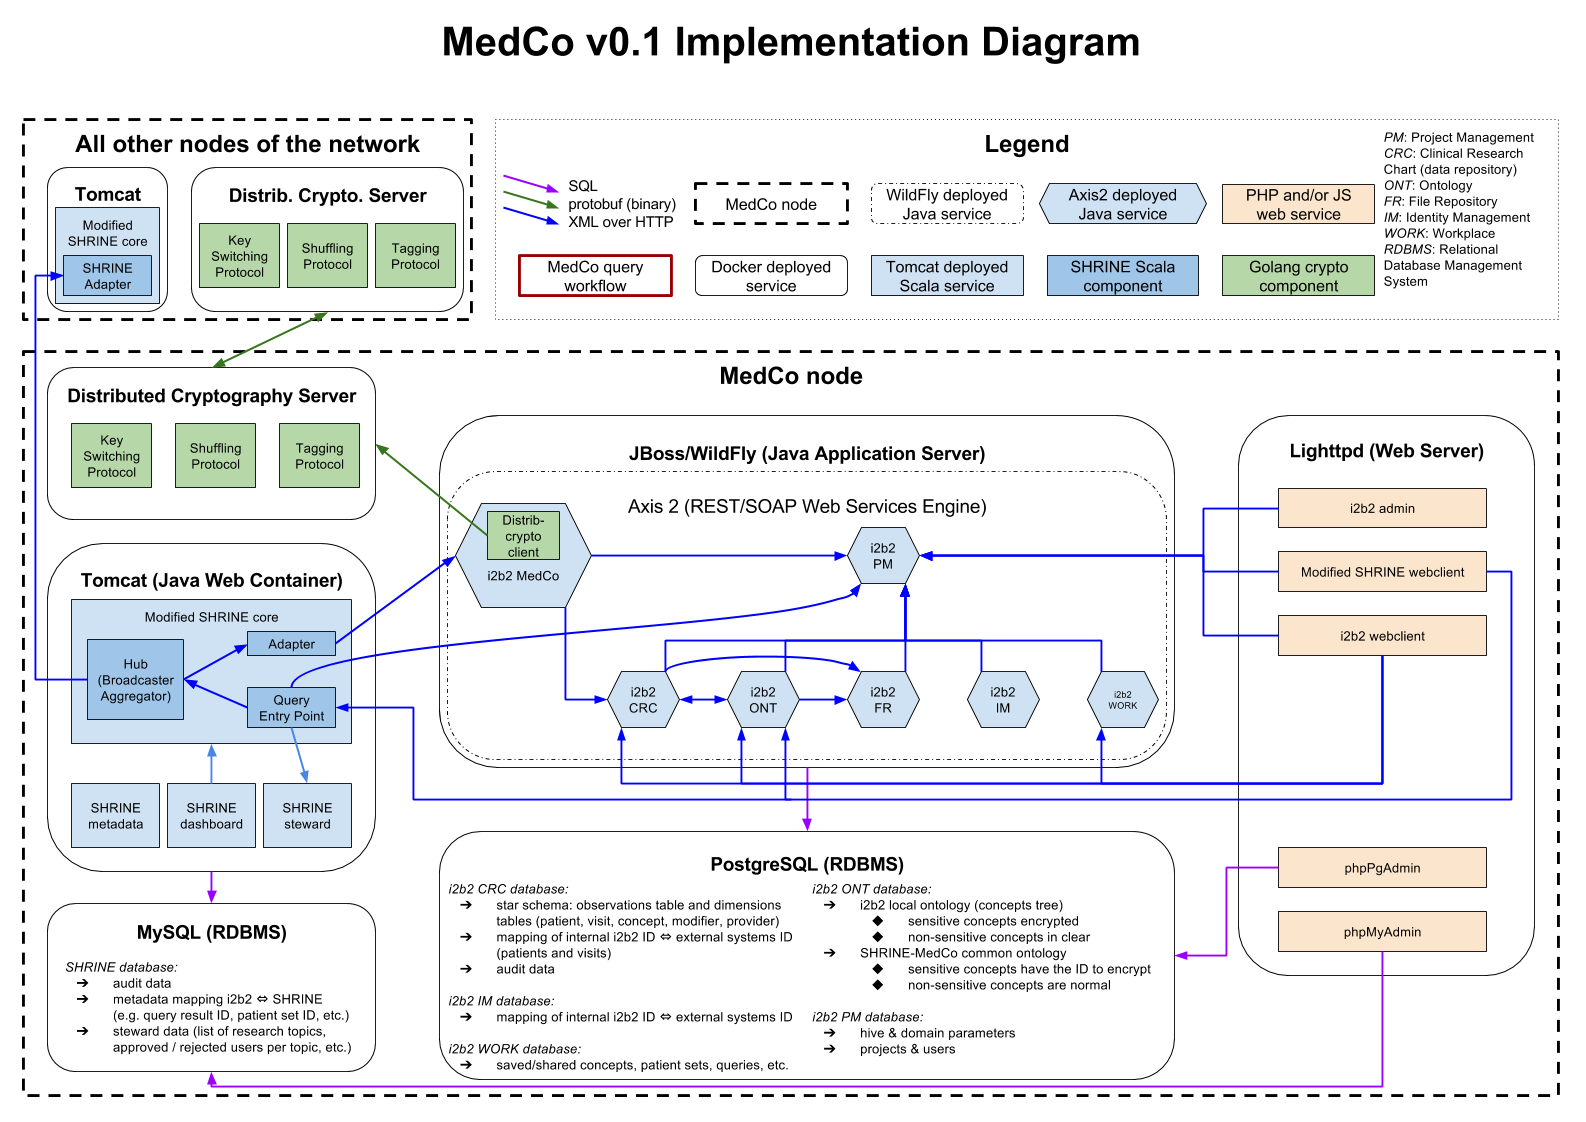 MedCo v0.1 Implementation Diagram
All other nodes of the network
Tomcat
Modified
SHRINE core
SHRINE
Adapter
Distrib. Crypto. Server
Key
Switching
Protocol
Shuffling
Protocol
Tagging
Protocol
Legend
SQL
protobuf (binary)
XML over HTTP
MedCo node
WildFly deployed
Java service
Axis2 deployed
Java service
PHP and/or JS
web service
MedCo query
workflow
Docker deployed
service
Tomcat deployed
Scala service
SHRINE Scala
component
Golang crypto
component
PM: Project Management
CRC: Clinical Research
Chart (data repository)
ONT: Ontology
FR: File Repository
IM: Identity Management
WORK: Workplace
RDBMS: Relational
Database Management
System
MedCo node
Distributed Cryptography Server
Key
Switching
Protocol
Shuffling
Protocol
Tagging
Protocol
Tomcat (Java Web Container)
Modified SHRINE core
Hub
(Broadcaster
Aggregator)
Adapter
Query
Entry Point
SHRINE
metadata
SHRINE
dashboard
SHRINE
steward
MySQL (RDBMS)
SHRINE database:
➔ audit data
➔ metadata mapping i2b2 ⇔ SHRINE
(e.g. query result ID, patient set ID, etc.)
➔ steward data (list of research topics,
approved / rejected users per topic, etc.)
JBoss/WildFly (Java Application Server)
Axis 2 (REST/SOAP Web Services Engine)
Distrib-
crypto
client
i2b2 MedCo
i2b2
PM
i2b2
CRC
i2b2
ONT
i2b2
FR
i2b2
IM
i2b2
WORK
PostgreSQL (RDBMS)
i2b2 CRC database:
➔ star schema: observations table and dimensions
tables (patient, visit, concept, modifier, provider)
➔ mapping of internal i2b2 ID ⇔ external systems ID
(patients and visits)
➔ audit data
i2b2 IM database:
➔ mapping of internal i2b2 ID ⇔ external systems ID
i2b2 WORK database:
➔ saved/shared concepts, patient sets, queries, etc.
i2b2 ONT database:
➔ i2b2 local ontology (concepts tree)
◆ sensitive concepts encrypted
◆ non-sensitive concepts in clear
➔ SHRINE-MedCo common ontology
◆ sensitive concepts have the ID to encrypt
◆ non-sensitive concepts are normal
i2b2 PM database:
➔ hive & domain parameters
➔ projects & users
Lighttpd (Web Server)
i2b2 admin
Modified SHRINE webclient
i2b2 webclient
phpPgAdmin
phpMyAdmin